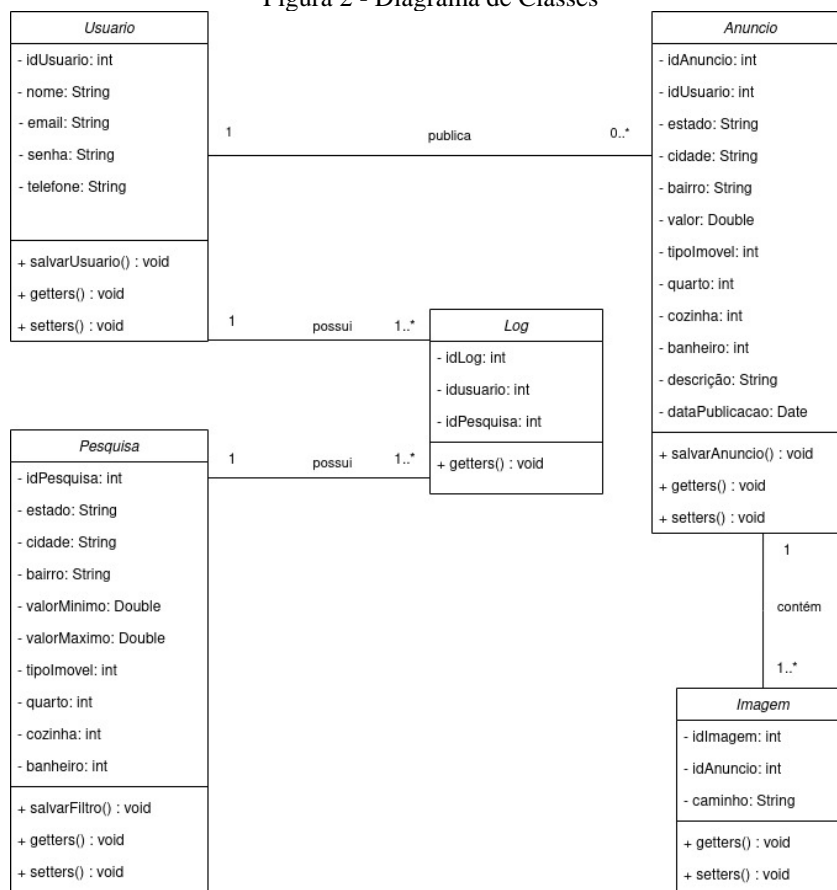 Figura 2 - Diagrama de Classes
Usuario
- idUsuario: int
- nome: String
- email: String
- senha: String
- telefone: String
+ salvarUsuario() : void
+ getters() : void
+ setters() : void
1
publica
0..*
Anuncio
- idAnuncio: int
- idUsuario: int
- estado: String
- cidade: String
- bairro: String
- valor: Double
- tipoImovel: int
- quarto: int
- cozinha: int
- banheiro: int
- descrição: String
- dataPublicacao: Date
+ salvarAnuncio() : void
+ getters() : void
+ setters() : void
1
possui
1..*
Log
- idLog: int
- idusuario: int
- idPesquisa: int
+ getters() : void
Pesquisa
- idPesquisa: int
- estado: String
- cidade: String
- bairro: String
- valorMinimo: Double
- valorMaximo: Double
- tipoImovel: int
- quarto: int
- cozinha: int
- banheiro: int
+ salvarFiltro() : void
+ getters() : void
+ setters() : void
1
possui
1..*
1
contém
1..*
Imagem
- idImagem: int
- idAnuncio: int
- caminho: String
+ getters() : void
+ setters() : void